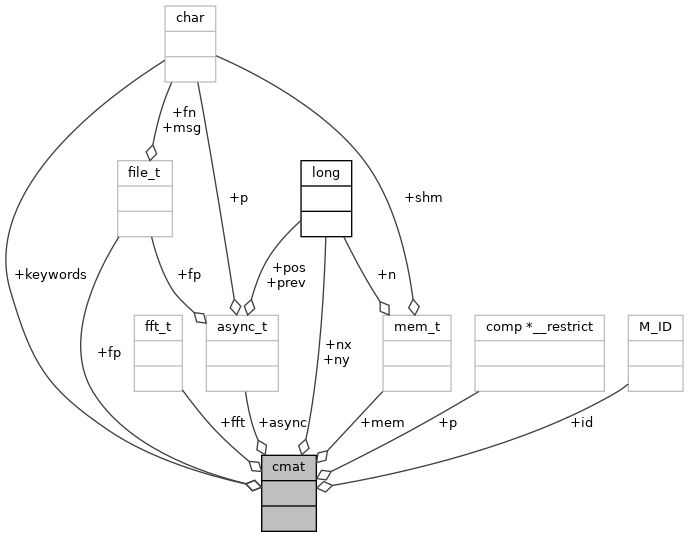 char
+fn
+msg
file_t
long
+p
+shm
+keywords
+fp
+pos
+prev
+n
fft_t
async_t
mem_t
comp *__restrict
M_ID
+fp
+nx
+ny
+fft
+async
+mem
+p
+id
cmat